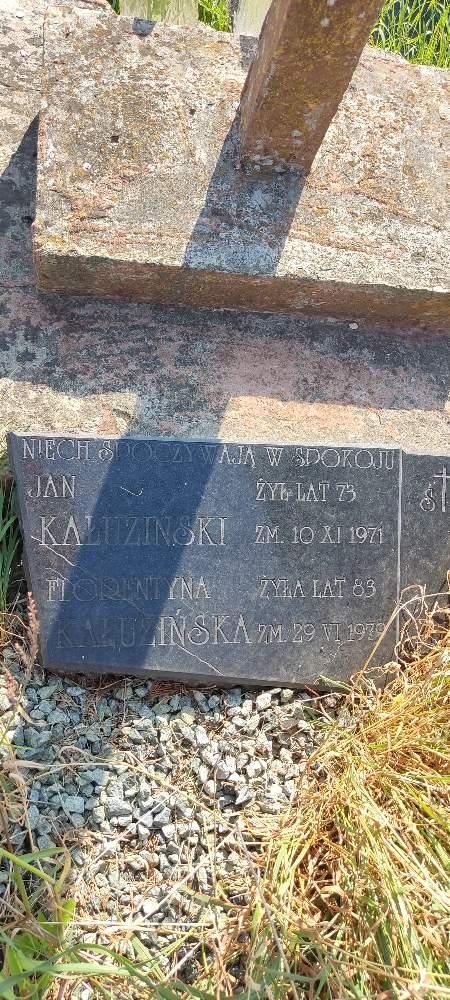 NIECH SPOCZYWAJĄ W SPOKOJU
JAN ŻYŁ LAT 73
KAŁUZIŃSKI ZM. 10 XI 1971
FLORENTYNA ŻYŁA LAT 83
KAŁUZIŃSKA ZM. 29 VI 1979
Ś